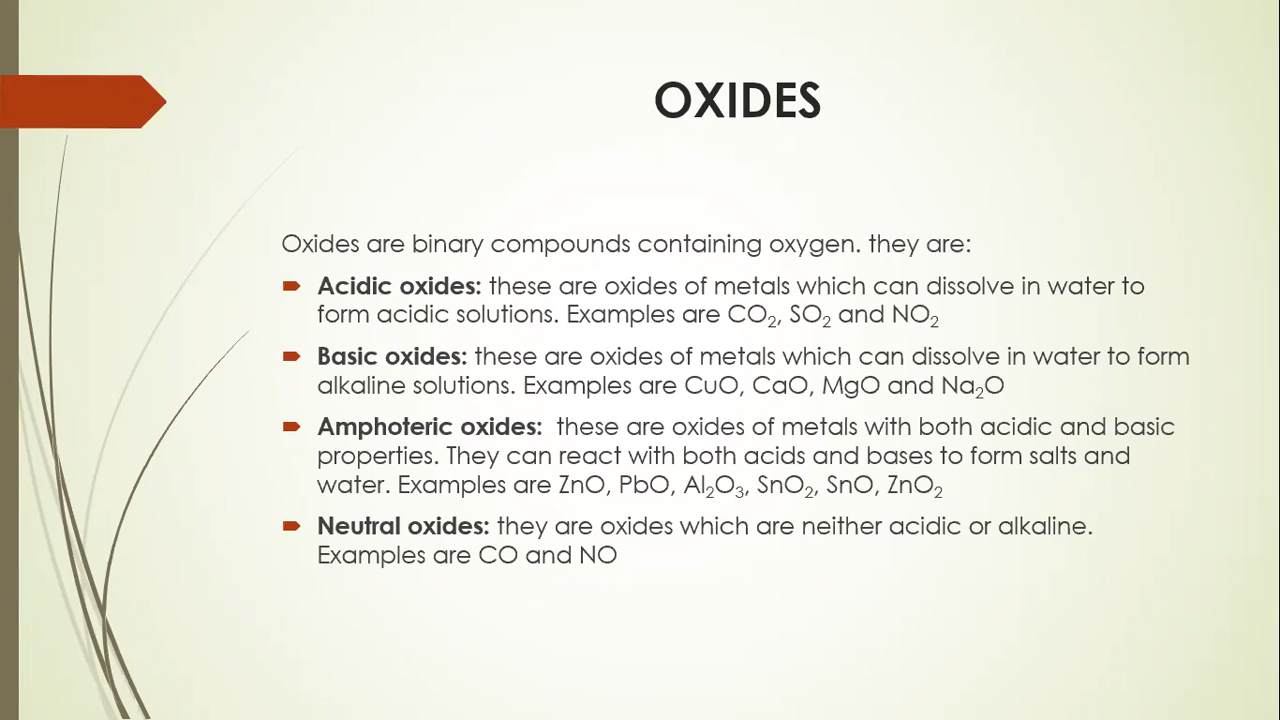 OXIDES
Oxides are binary compounds containing oxygen. they are:
Acidic oxides: these are oxides of metals which can dissolve in water to
form acidic solutions. Examples are CO₂, SO₂ and NO₂
Basic oxides: these are oxides of metals which can dissolve in water to form
alkaline solutions. Examples are CuO, CaO, MgO and Na₂O
Amphoteric oxides: these are oxides of metals with both acidic and basic
properties. They can react with both acids and bases to form salts and
water. Examples are ZnO, PbO, Al₂O₃, SnO₂, SnO, ZnO₂
Neutral oxides: they are oxides which are neither acidic or alkaline.
Examples are CO and NO